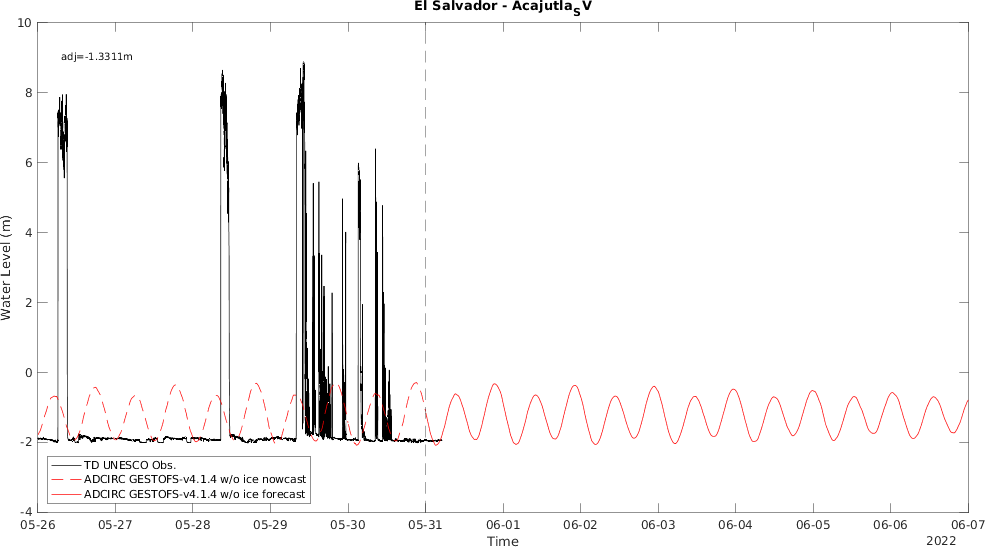 El Salvador - Acajutla_SV
adj=-1.3311m
10
8
6
4
2
0
-2
-4
Water Level (m)
TD UNESCO Obs.
ADCIRC GESTOFS-v4.1.4 w/o ice nowcast
ADCIRC GESTOFS-v4.1.4 w/o ice forecast
05-26 05-27 05-28 05-29 05-30 05-31 06-01 06-02 06-03 06-04 06-05 06-06 06-07
Time
2022